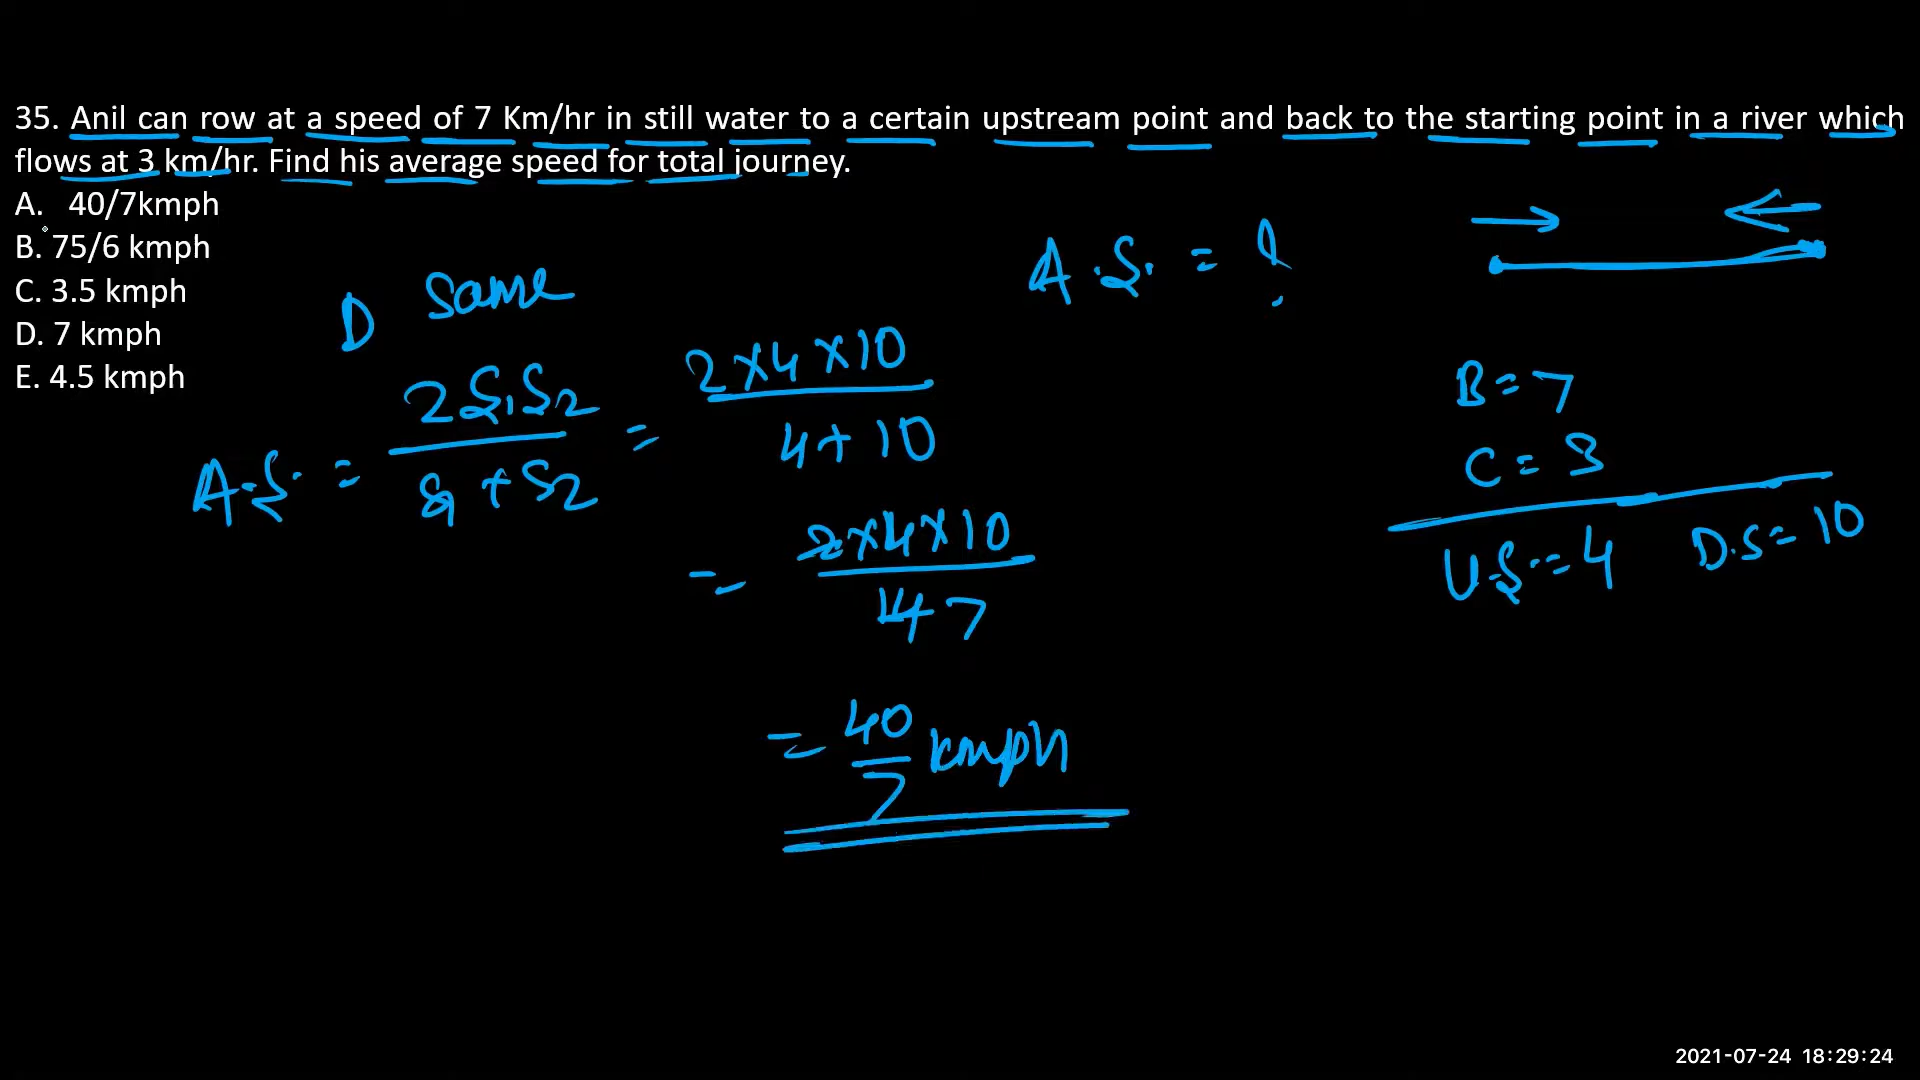 35. Anil can row at a speed of 7 Km/hr in still water to a certain upstream point and back to the starting point in a river which
flows at 3 km/hr. Find his average speed for total journey.
A. 40/7kmph
B. 75/6 kmph
C. 3.5 kmph
D. 7 kmph
E. 4.5 kmph
D same
A.S. = ?
A.S. = 2S₁S₂ / S₁+S₂ = 2×4×10 / 4+10
= 2×4×10 / 14 7
= 40/7 kmph
B=7
C=3
U.S.=4 D.S=10
2021-07-24 18:29:24